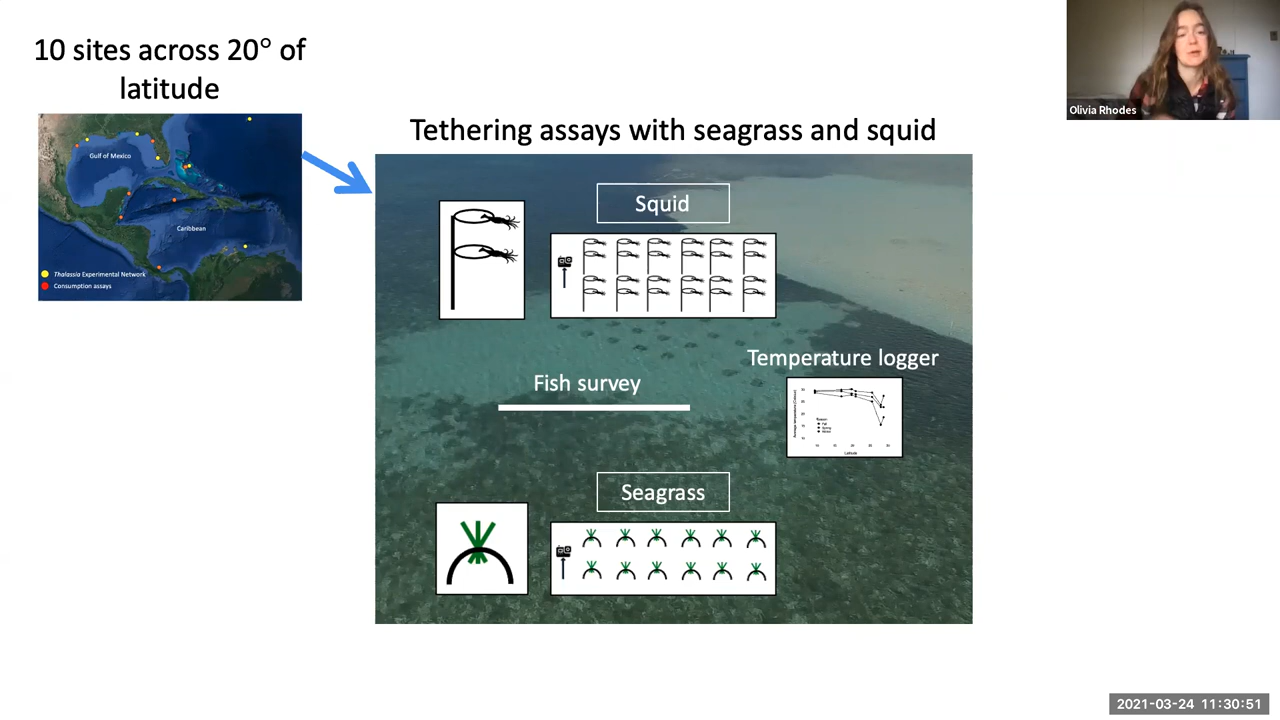 10 sites across 20° of
latitude
Gulf of Mexico
Caribbean
Thalassia Experimental Network
Consumption assays
Olivia Rhodes
Tethering assays with seagrass and squid
Squid
Fish survey
Temperature logger
Latitude
Seagrass
2021-03-24 11:30:51